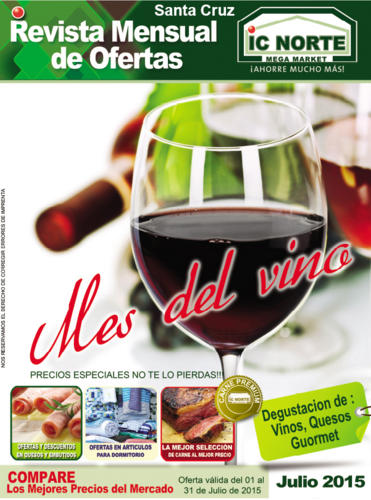 Santa Cruz
Revista Mensual
de Ofertas
IC NORTE
MEGA MARKET
¡AHORRE MUCHO MÁS!
NOS RESERVAMOS EL DERECHO DE CORREGIR ERRORES DE IMPRENTA
Mes del vino
PRECIOS ESPECIALES NO TE LO PIERDAS!!!
OFERTAS Y DESCUENTOS
EN QUESOS Y EMBUTIDOS
OFERTAS EN ARTICULOS
PARA DORMITORIO
LA MEJOR SELECCIÓN
DE CARNE AL MEJOR PRECIO
CARNE PREMIUM
IC NORTE
Degustacion de :
Vinos, Quesos
Guormet
COMPARE
Los Mejores Precios del Mercado
Oferta válida del 01 al
31 de Julio de 2015
Julio 2015